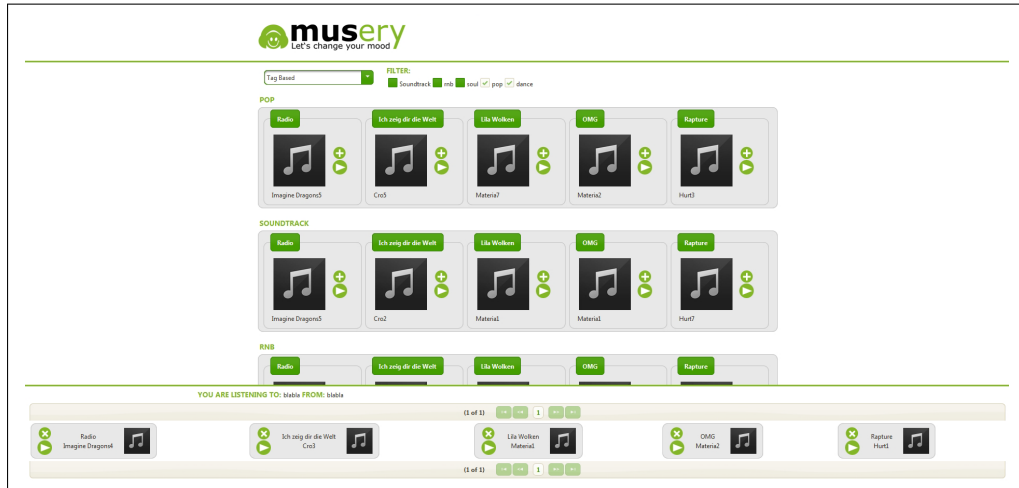 musery
Let's change your mood
Tag Based
FILTER:
Soundtrack rnb soul pop dance
POP
Radio Ich zeig dir die Welt Lila Wolken OMG Rapture
Imagine Dragons5 Cro5 Materia7 Materia2 Hurt3
SOUNDTRACK
Radio Ich zeig dir die Welt Lila Wolken OMG Rapture
Imagine Dragons5 Cro2 Materia1 Materia1 Hurt7
RNB
Radio Ich zeig dir die Welt Lila Wolken OMG Rapture
YOU ARE LISTENING TO: blabla FROM: blabla
(1 of 1) 1
Radio Ich zeig dir die Welt Lila Wolken OMG Rapture
Imagine Dragons4 Cro3 Materia1 Materia2 Hurt1
(1 of 1) 1